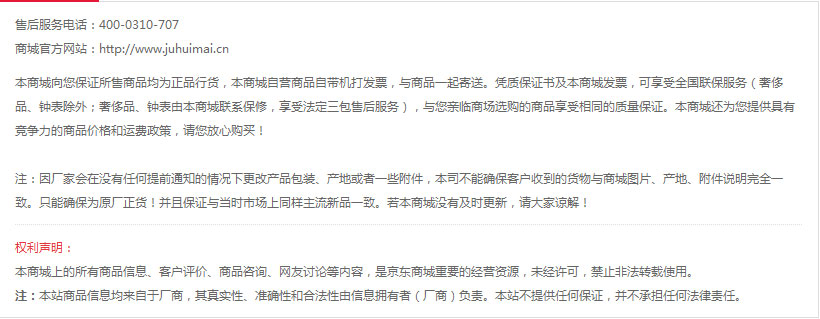 售后服务电话：400-0310-707
商城官方网站：http://www.juhuimai.cn
本商城向您保证所售商品均为正品行货，本商城自营商品自带机打发票，与商品一起寄送。凭质保证书及本商城发票，可享受全国联保服务（奢侈
品、钟表除外；奢侈品、钟表由本商城联系保修，享受法定三包售后服务），与您亲临商场选购的商品享受相同的质量保证。本商城还为您提供具有
竞争力的商品价格和运费政策，请您放心购买！
注：因厂家会在没有任何提前通知的情况下更改产品包装、产地或者一些附件，本司不能确保客户收到的货物与商城图片、产地、附件说明完全一
致。只能确保为原厂正货！并且保证与当时市场上同样主流新品一致。若本商城没有及时更新，请大家谅解！
权利声明：
本商城上的所有商品信息、客户评价、商品咨询、网友讨论等内容，是京东商城重要的经营资源，未经许可，禁止非法转载使用。
注：本站商品信息均来自于厂商，其真实性、准确性和合法性由信息拥有者（厂商）负责。本站不提供任何保证，并不承担任何法律责任。